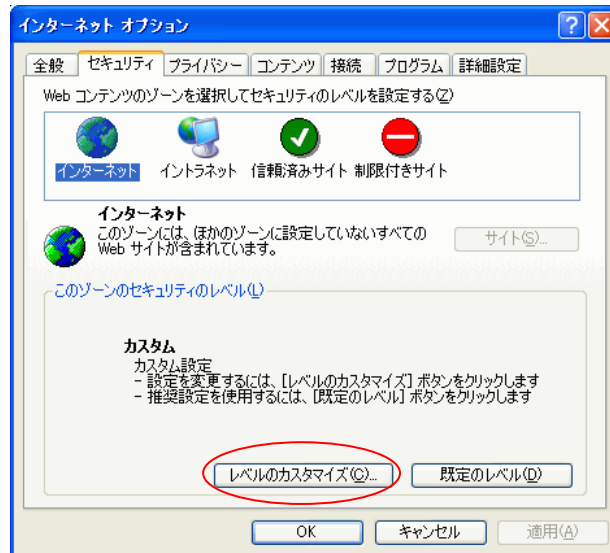 インターネット オプション
全般 セキュリティ プライバシー コンテンツ 接続 プログラム 詳細設定
Web コンテンツのゾーンを選択してセキュリティのレベルを設定する(Z)
インターネット イントラネット 信頼済みサイト 制限付きサイト
インターネット
このゾーンには、ほかのゾーンに設定していないすべての
Web サイトが含まれています。
サイト(S)...
このゾーンのセキュリティのレベル(L)
カスタム
カスタム設定
- 設定を変更するには、[レベルのカスタマイズ] ボタンをクリックします
- 推奨設定を使用するには、[既定のレベル] ボタンをクリックします
レベルのカスタマイズ(C)... 既定のレベル(D)
OK キャンセル 適用(A)